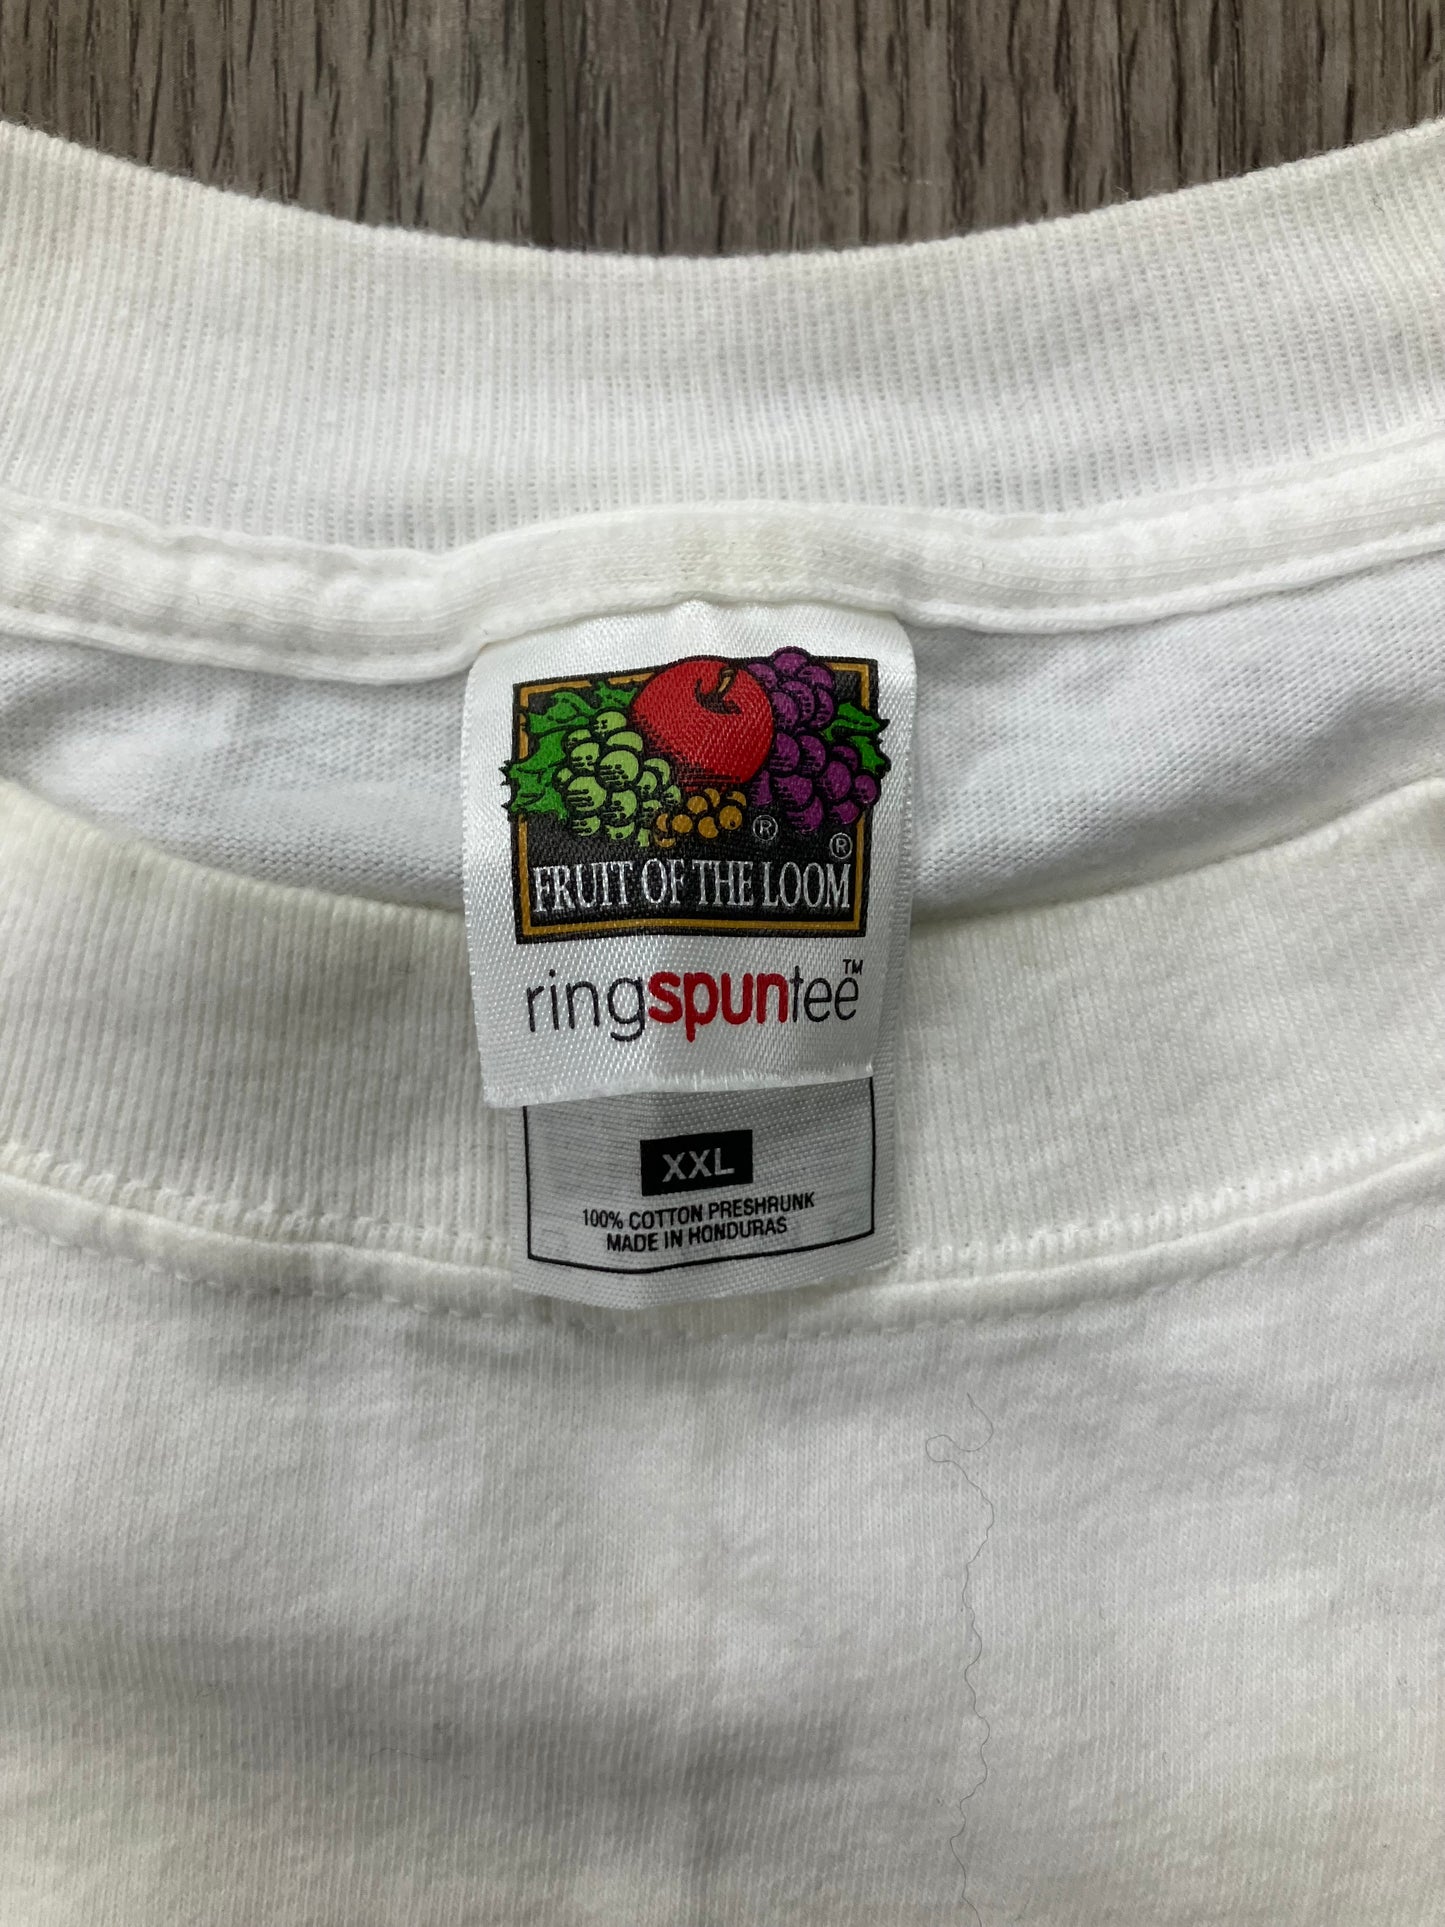 ®
®
FRUIT OF THE LOOM
ringspuntee™
XXL
100% COTTON PRESHRUNK
MADE IN HONDURAS